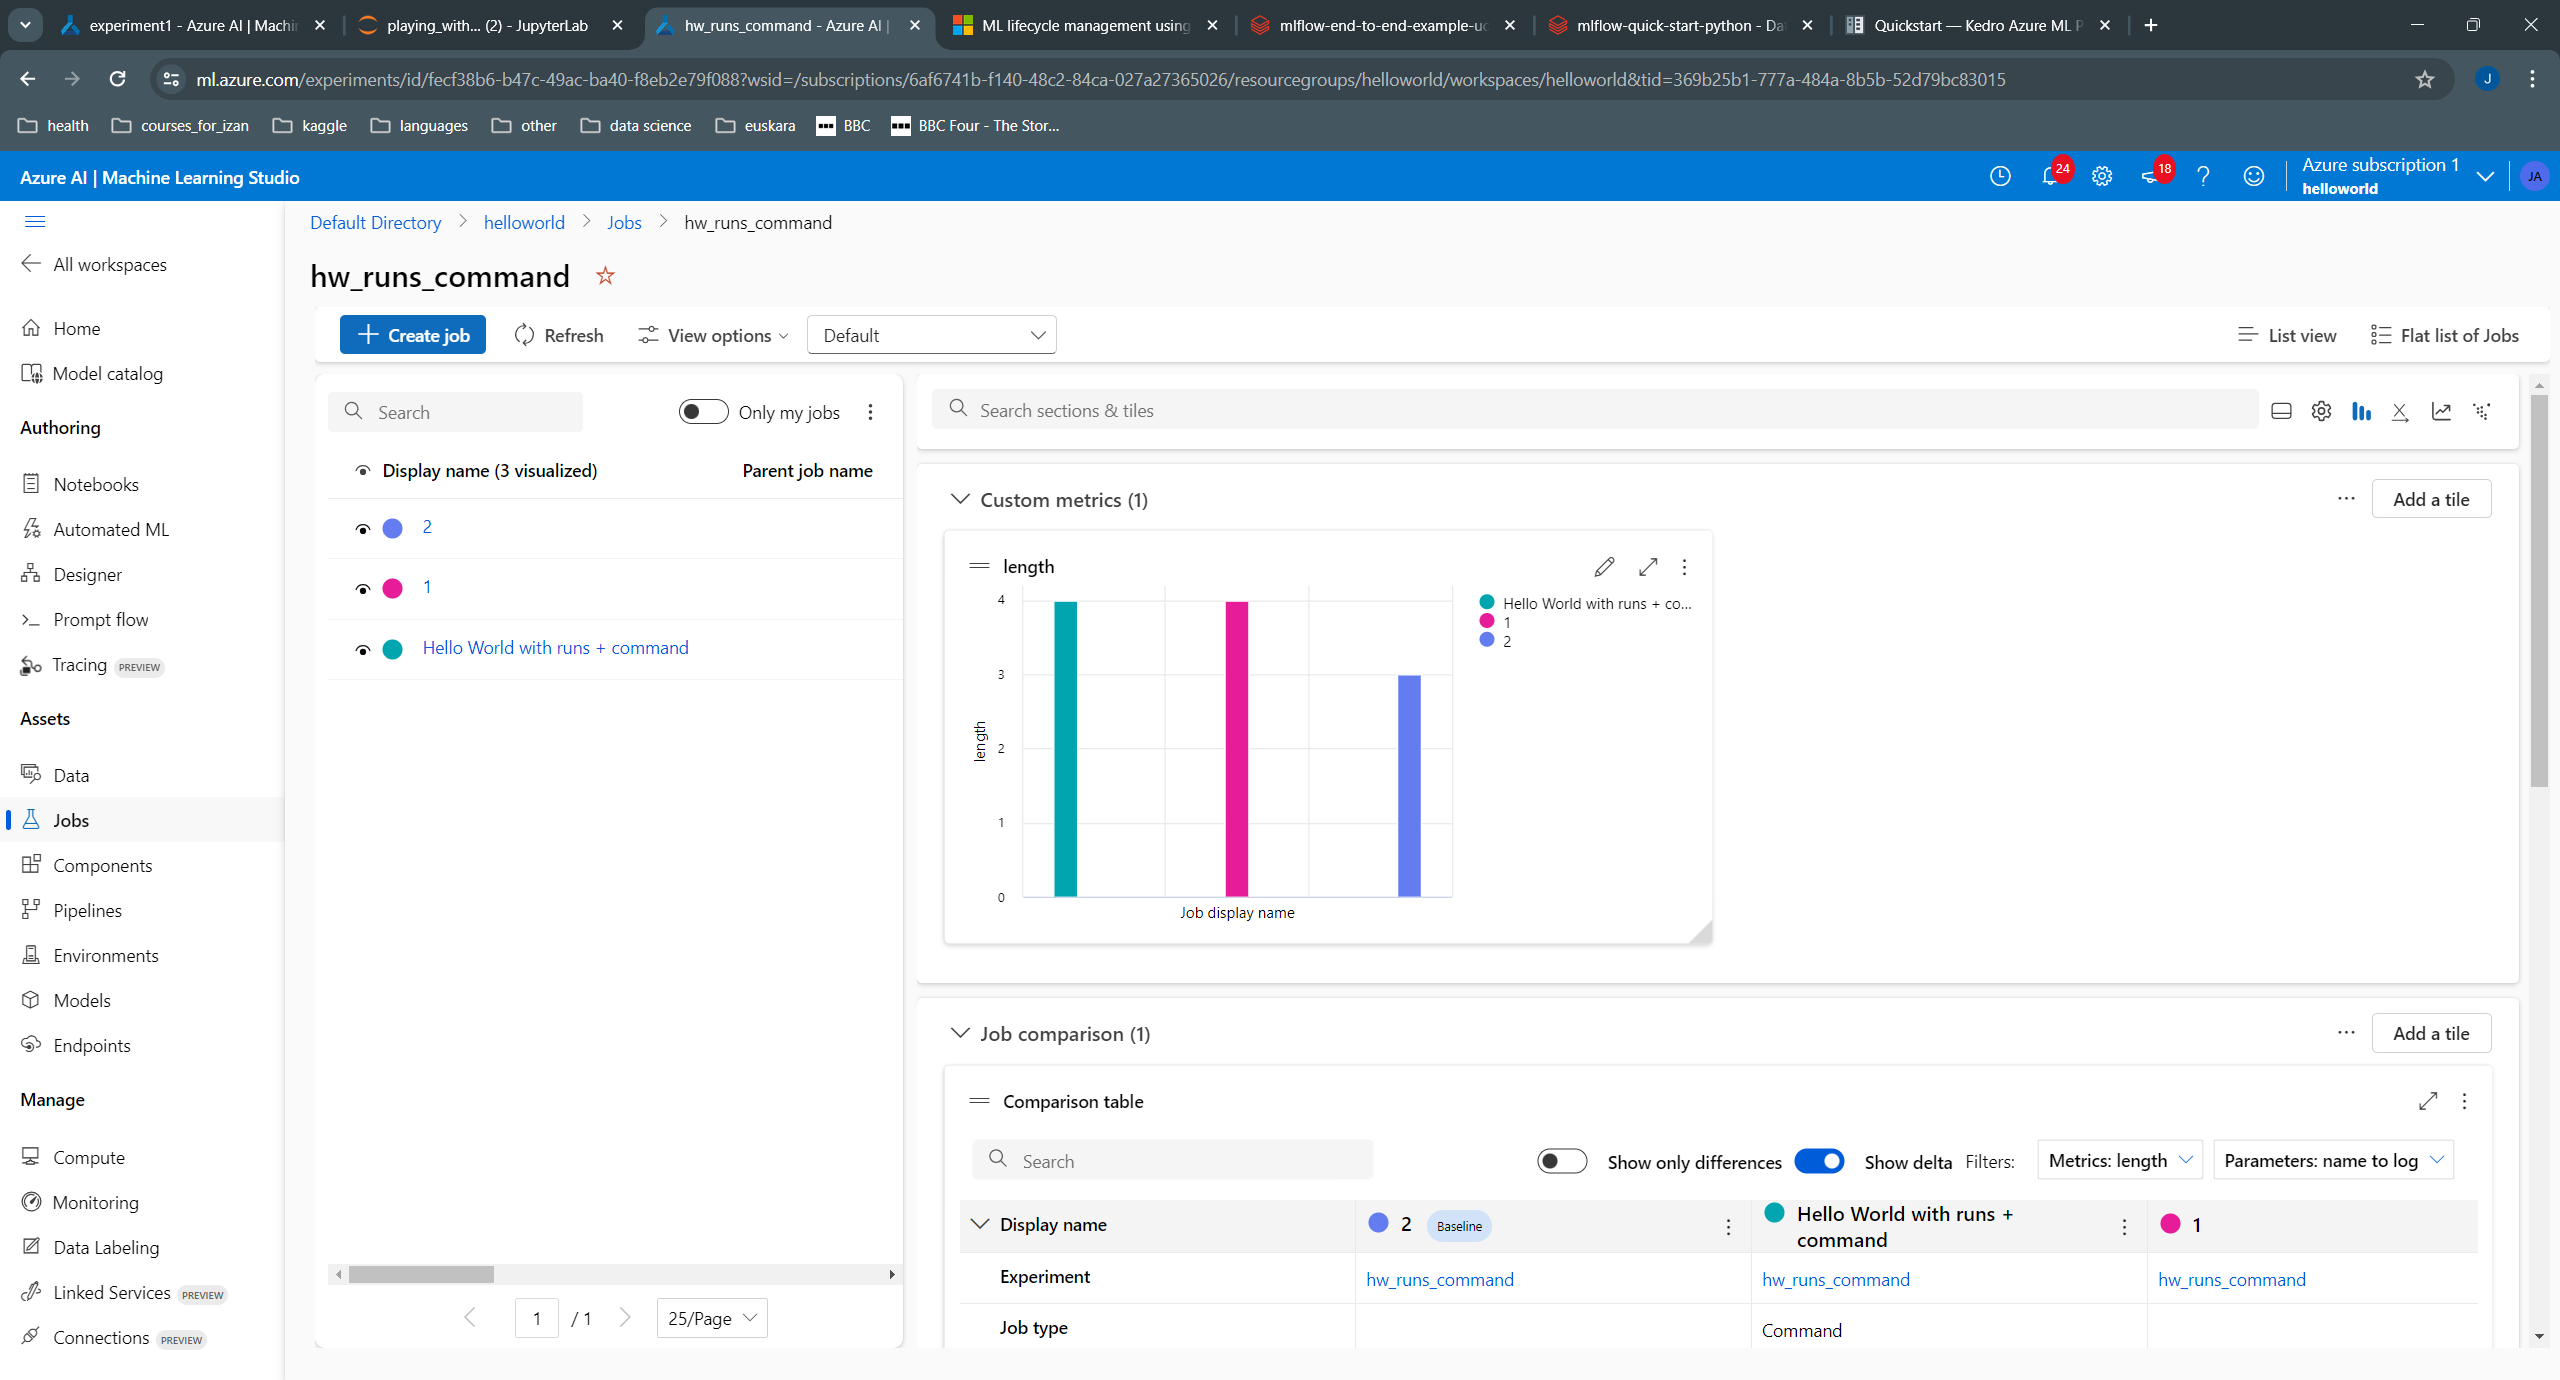 experiment1 - Azure AI | Machin
playing_with... (2) - JupyterLab
hw_runs_command - Azure AI |
ML lifecycle management using
mlflow-end-to-end-example-uc
mlflow-quick-start-python - Da
Quickstart — Kedro Azure ML P
ml.azure.com/experiments/id/fecf38b6-b47c-49ac-ba40-f8eb2e79f088?wsid=/subscriptions/6af6741b-f140-48c2-84ca-027a27365026/resourcegroups/helloworld/workspaces/helloworld&tid=369b25b1-777a-484a-8b5b-52d79bc83015
J
health
courses_for_izan
kaggle
languages
other
data science
euskara
BBC
BBC Four - The Stor...
Azure AI | Machine Learning Studio
24
18
Azure subscription 1
helloworld
JA
Default Directory > helloworld > Jobs > hw_runs_command
All workspaces
Home
Model catalog
Authoring
Notebooks
Automated ML
Designer
Prompt flow
Tracing PREVIEW
Assets
Data
Jobs
Components
Pipelines
Environments
Models
Endpoints
Manage
Compute
Monitoring
Data Labeling
Linked Services PREVIEW
Connections PREVIEW
hw_runs_command
Create job
Refresh
View options
Default
List view
Flat list of Jobs
Search
Only my jobs
Display name (3 visualized)
Parent job name
2
1
Hello World with runs + command
1 / 1
25/Page
Search sections & tiles
Custom metrics (1)
Add a tile
length
4
3
2
1
0
length
Job display name
Hello World with runs + co...
1
2
Job comparison (1)
Add a tile
Comparison table
Search
Show only differences
Show delta
Filters:
Metrics: length
Parameters: name to log
Display name
2 Baseline
Hello World with runs +
command
1
Experiment
hw_runs_command
hw_runs_command
hw_runs_command
Job type
Command